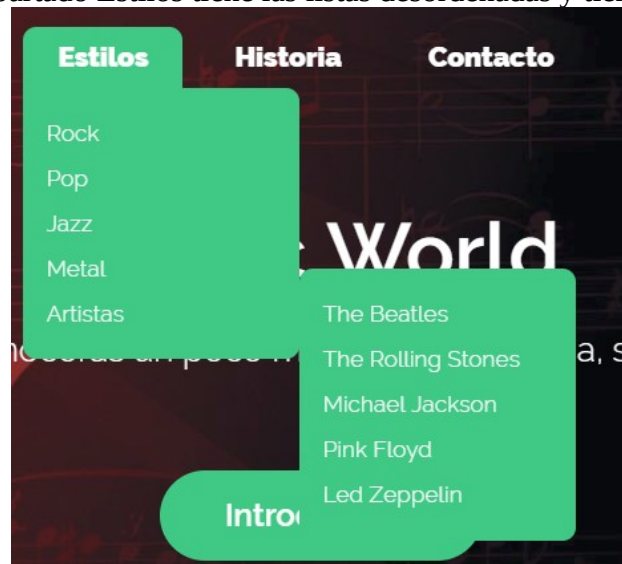 Estilos Historia Contacto
Rock
Pop
Jazz
World
Metal
Artistas
The Beatles
a, s
The Rolling Stones
Michael Jackson
Pink Floyd
Led Zeppelin